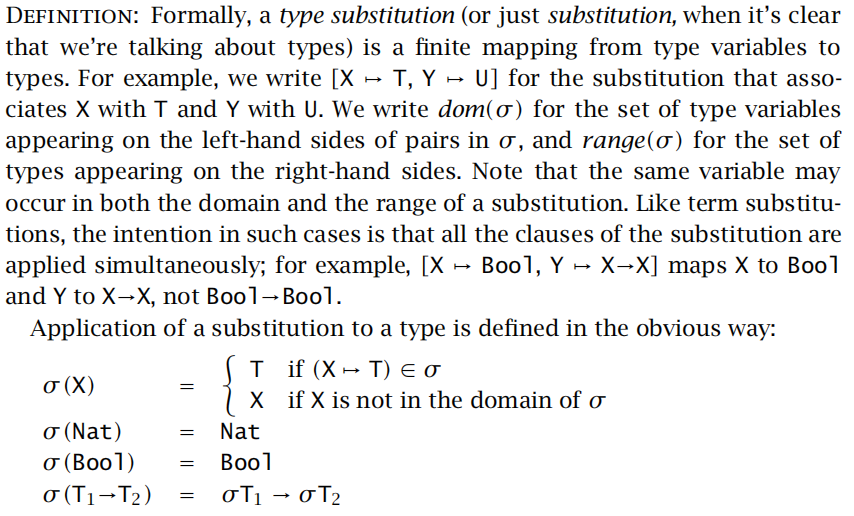 DEFINITION: Formally, a type substitution (or just substitution, when it's clear
that we're talking about types) is a finite mapping from type variables to
types. For example, we write [X ↦ T, Y ↦ U] for the substitution that asso-
ciates X with T and Y with U. We write dom(σ) for the set of type variables
appearing on the left-hand sides of pairs in σ, and range(σ) for the set of
types appearing on the right-hand sides. Note that the same variable may
occur in both the domain and the range of a substitution. Like term substitu-
tions, the intention in such cases is that all the clauses of the substitution are
applied simultaneously; for example, [X ↦ Bool, Y ↦ X→X] maps X to Bool
and Y to X→X, not Bool→Bool.
Application of a substitution to a type is defined in the obvious way:
σ(X) = { T if (X ↦ T) ∈ σ
X if X is not in the domain of σ
σ(Nat) = Nat
σ(Bool) = Bool
σ(T₁→T₂) = σT₁ → σT₂